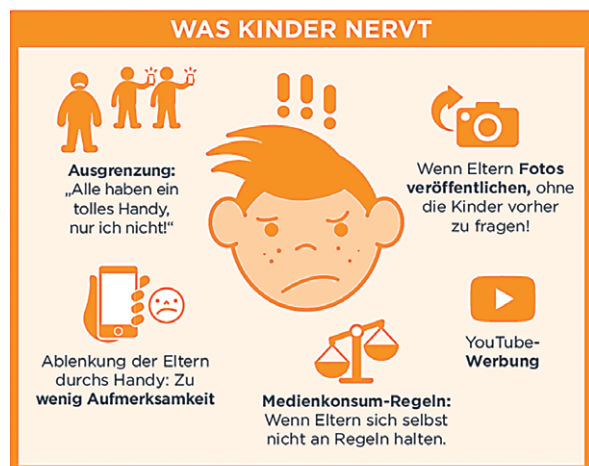 WAS KINDER NERVT
Ausgrenzung:
„Alle haben ein
tolles Handy,
nur ich nicht!“
Wenn Eltern Fotos
veröffentlichen, ohne
die Kinder vorher
zu fragen!
Ablenkung der Eltern
durchs Handy: Zu
wenig Aufmerksamkeit
Medienkonsum-Regeln:
Wenn Eltern sich selbst
nicht an Regeln halten.
YouTube-
Werbung